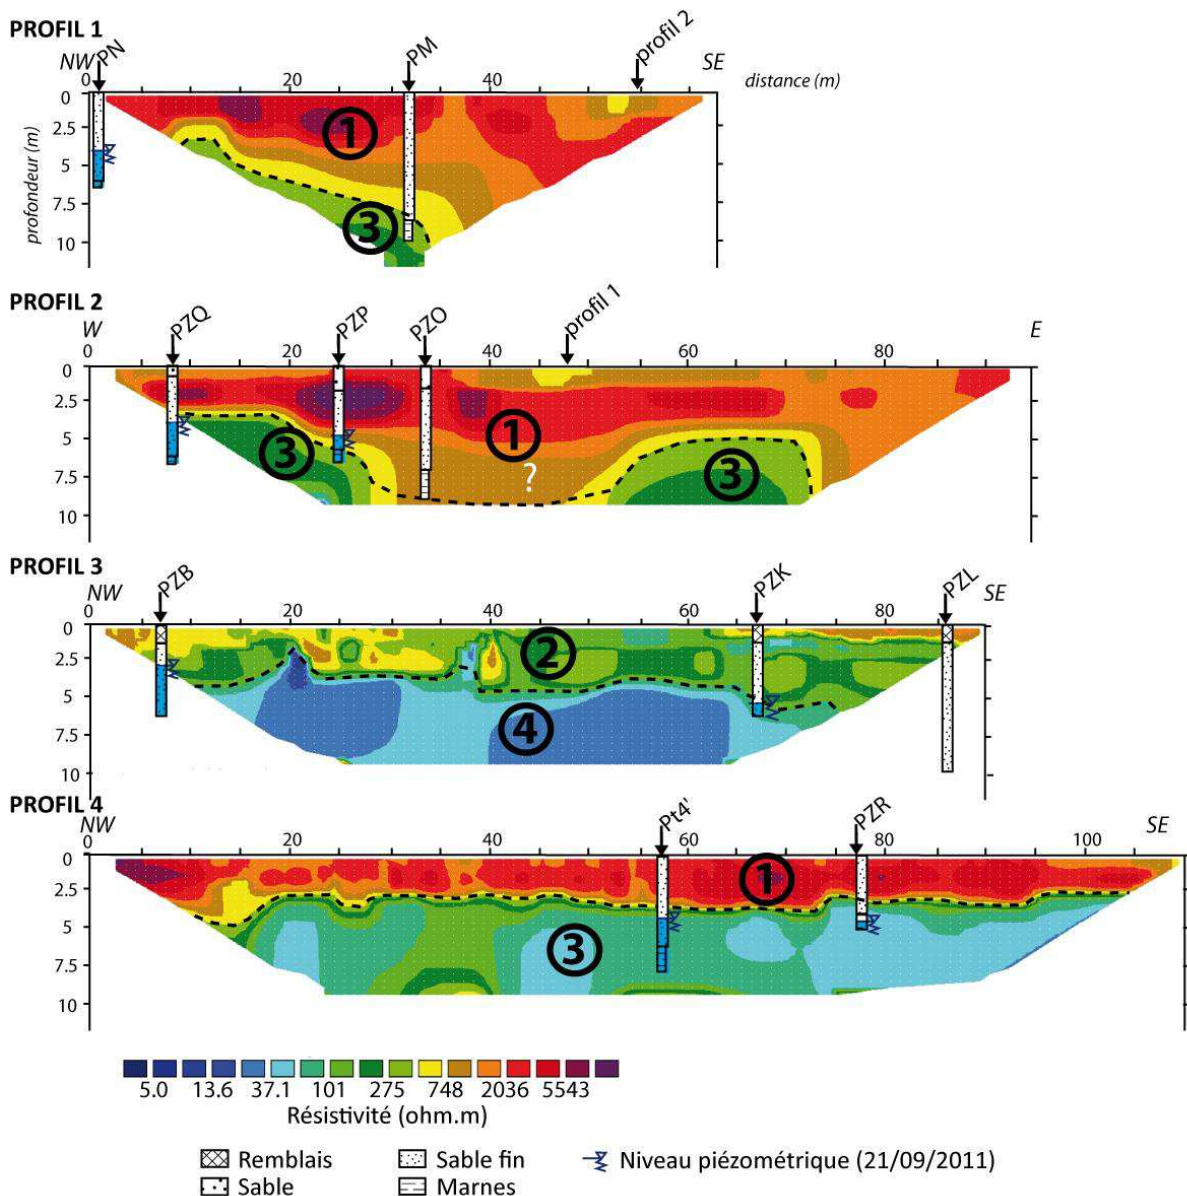 PROFIL 1
NW PN PM profil 2 SE
0 20 40 distance (m)
0
2.5
5
7.5
10
profondeur (m)
1
3
PROFIL 2
W PZQ PZP PZO profil 1 E
0 20 40 60 80
0
2.5
5
7.5
10
3
1
?
3
PROFIL 3
NW PZB PZK PZL SE
0 20 40 60 80
0
2.5
5
7.5
10
2
4
PROFIL 4
NW Pt4' PZR SE
0 20 40 60 80 100
0
2.5
5
7.5
10
1
3
5.0 13.6 37.1 101 275 748 2036 5543
Résistivité (ohm.m)
Remblais Sable fin Niveau piézométrique (21/09/2011)
Sable Marnes